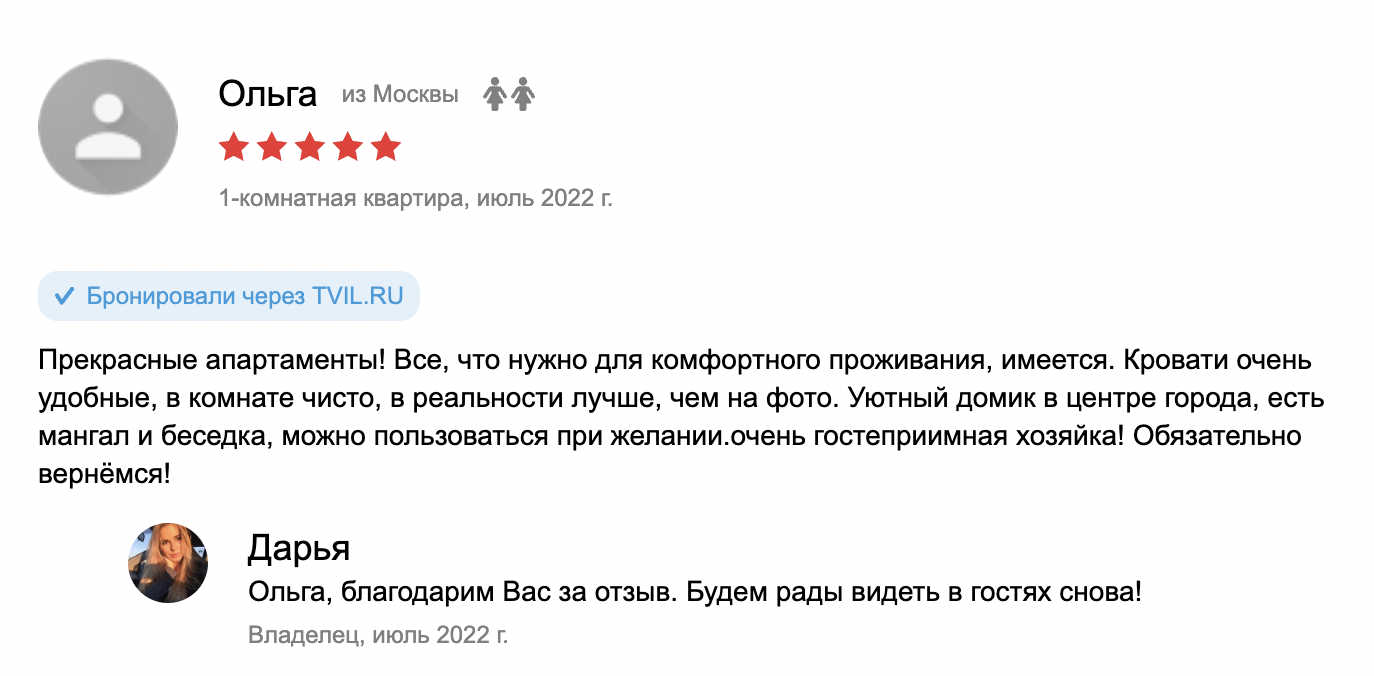 Ольга из Москвы
1-комнатная квартира, июль 2022 г.
Бронировали через TVIL.RU
Прекрасные апартаменты! Все, что нужно для комфортного проживания, имеется. Кровати очень
удобные, в комнате чисто, в реальности лучше, чем на фото. Уютный домик в центре города, есть
мангал и беседка, можно пользоваться при желании.очень гостеприимная хозяйка! Обязательно
вернёмся!
Дарья
Ольга, благодарим Вас за отзыв. Будем рады видеть в гостях снова!
Владелец, июль 2022 г.